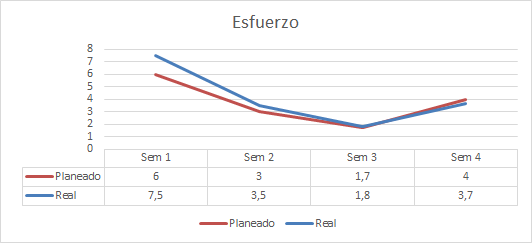 Esfuerzo
8
7
6
5
4
3
2
1
0
Sem 1 Sem 2 Sem 3 Sem 4
Planeado 6 3 1,7 4
Real 7,5 3,5 1,8 3,7
Planeado Real